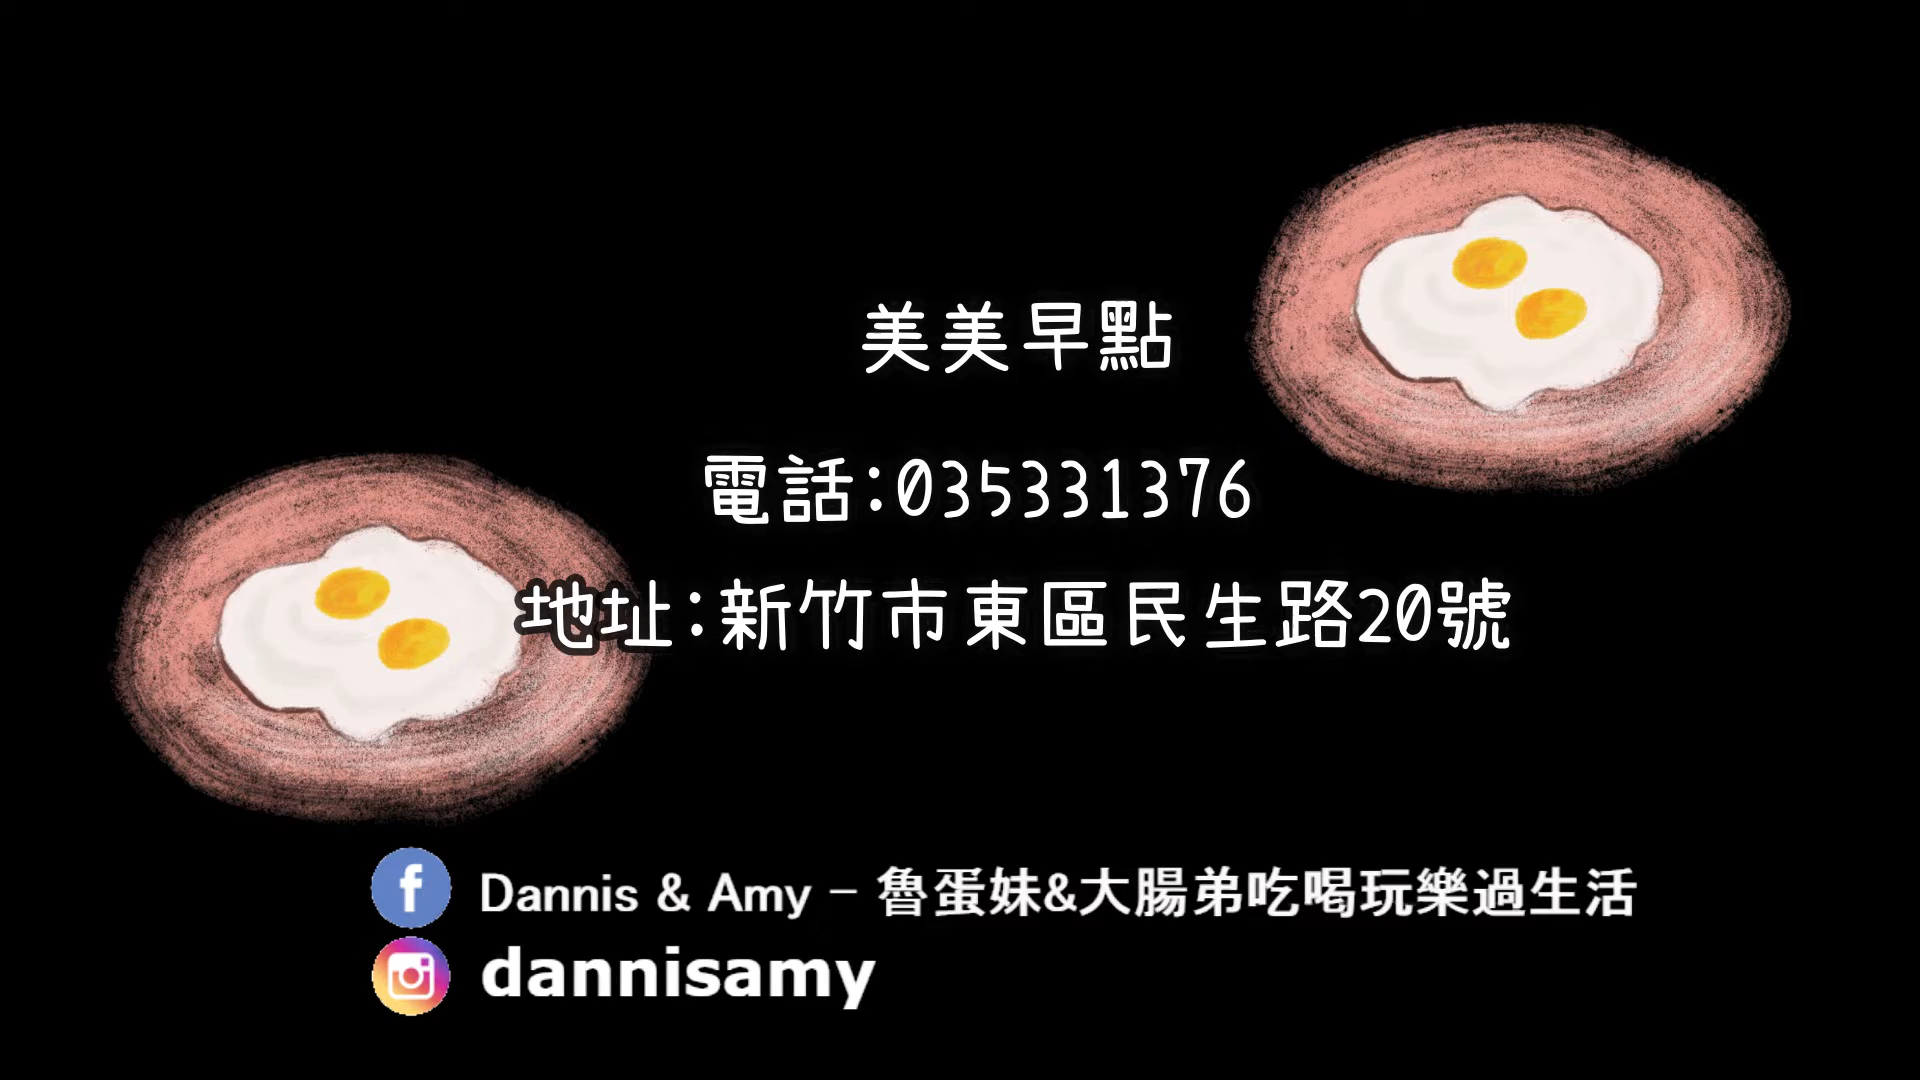 美美早點
電話:035331376
地址:新竹市東區民生路20號
Dannis & Amy - 魯蛋妹&大腸弟吃喝玩樂過生活
dannisamy